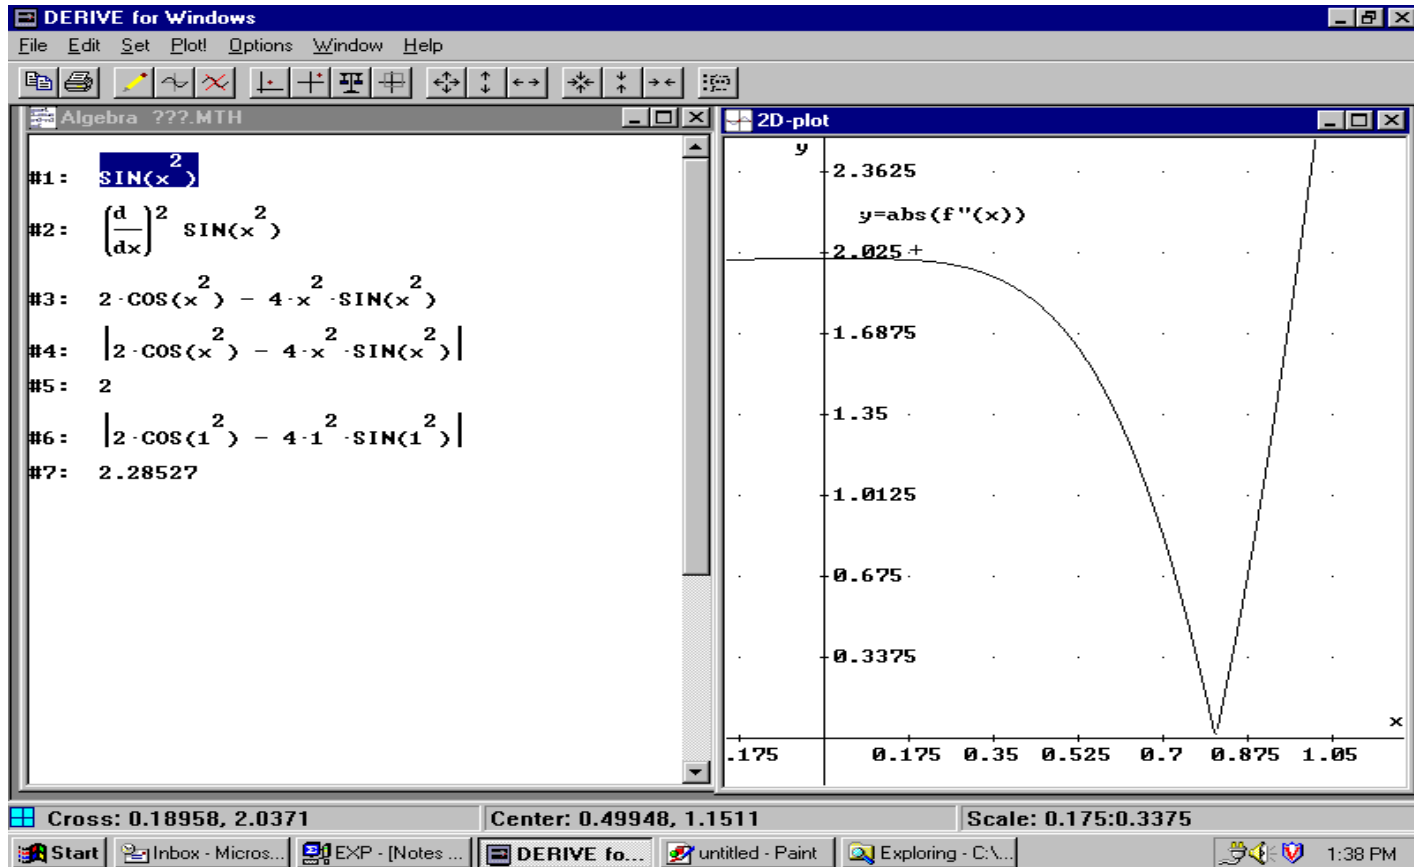 DERIVE for Windows
File Edit Set Plot! Options Window Help
Algebra ???.MTH
#1: SIN(x²)
#2: (d/dx)² SIN(x²)
#3: 2·COS(x²) − 4·x²·SIN(x²)
#4: |2·COS(x²) − 4·x²·SIN(x²)|
#5: 2
#6: |2·COS(1²) − 4·1²·SIN(1²)|
#7: 2.28527
2D-plot
y
2.3625
y=abs(f"(x))
2.025
1.6875
1.35
1.0125
0.675
0.3375
x
.175 0.175 0.35 0.525 0.7 0.875 1.05
Cross: 0.18958, 2.0371 Center: 0.49948, 1.1511 Scale: 0.175:0.3375
Start Inbox - Micros... EXP - [Notes ... DERIVE fo... untitled - Paint Exploring - C:\... 1:38 PM